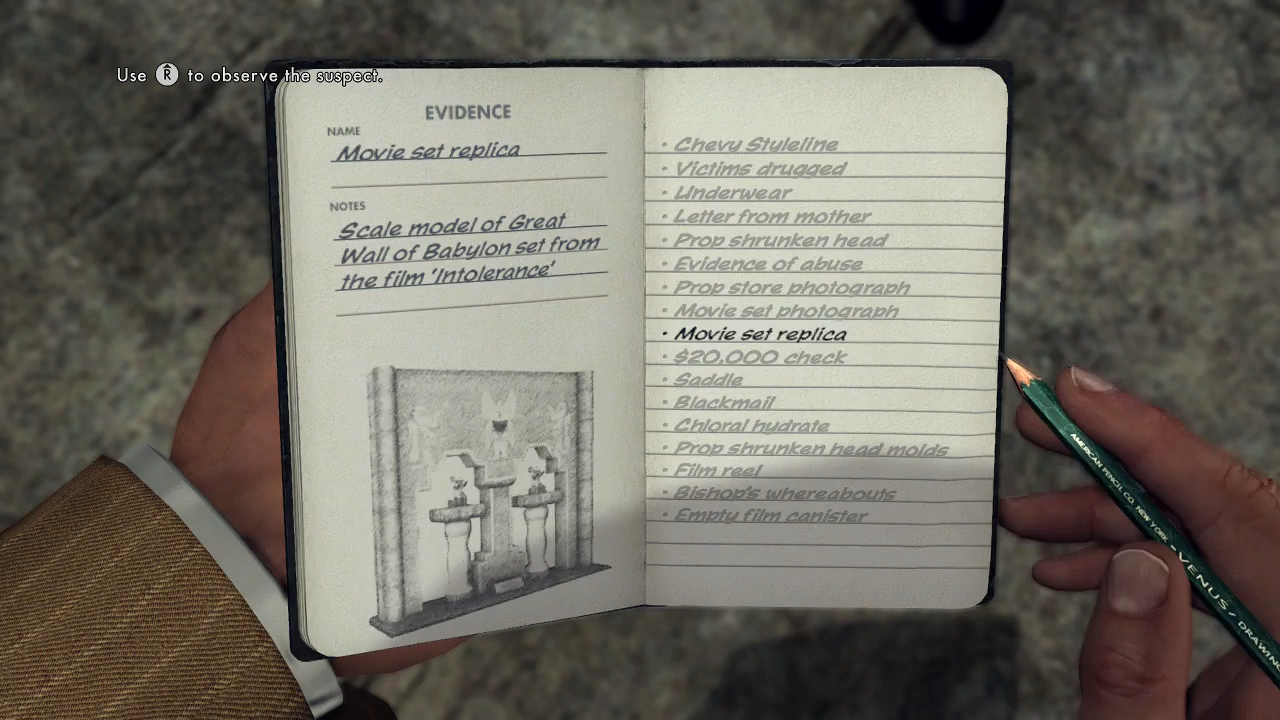 Use R to observe the suspect.
EVIDENCE
NAME
Movie set replica
NOTES
Scale model of Great
Wall of Babylon set from
the film 'Intolerance'
• Chevy Styleline
• Victims drugged
• Underwear
• Letter from mother
• Prop shrunken head
• Evidence of abuse
• Prop store photograph
• Movie set photograph
• Movie set replica
• $20,000 check
• Saddle
• Blackmail
• Chloral hydrate
• Prop shrunken head molds
• Film reel
• Bishop's whereabouts
• Empty film canister
AMERICAN PENCIL CO. NEW YORK - VENUS - DRAWING